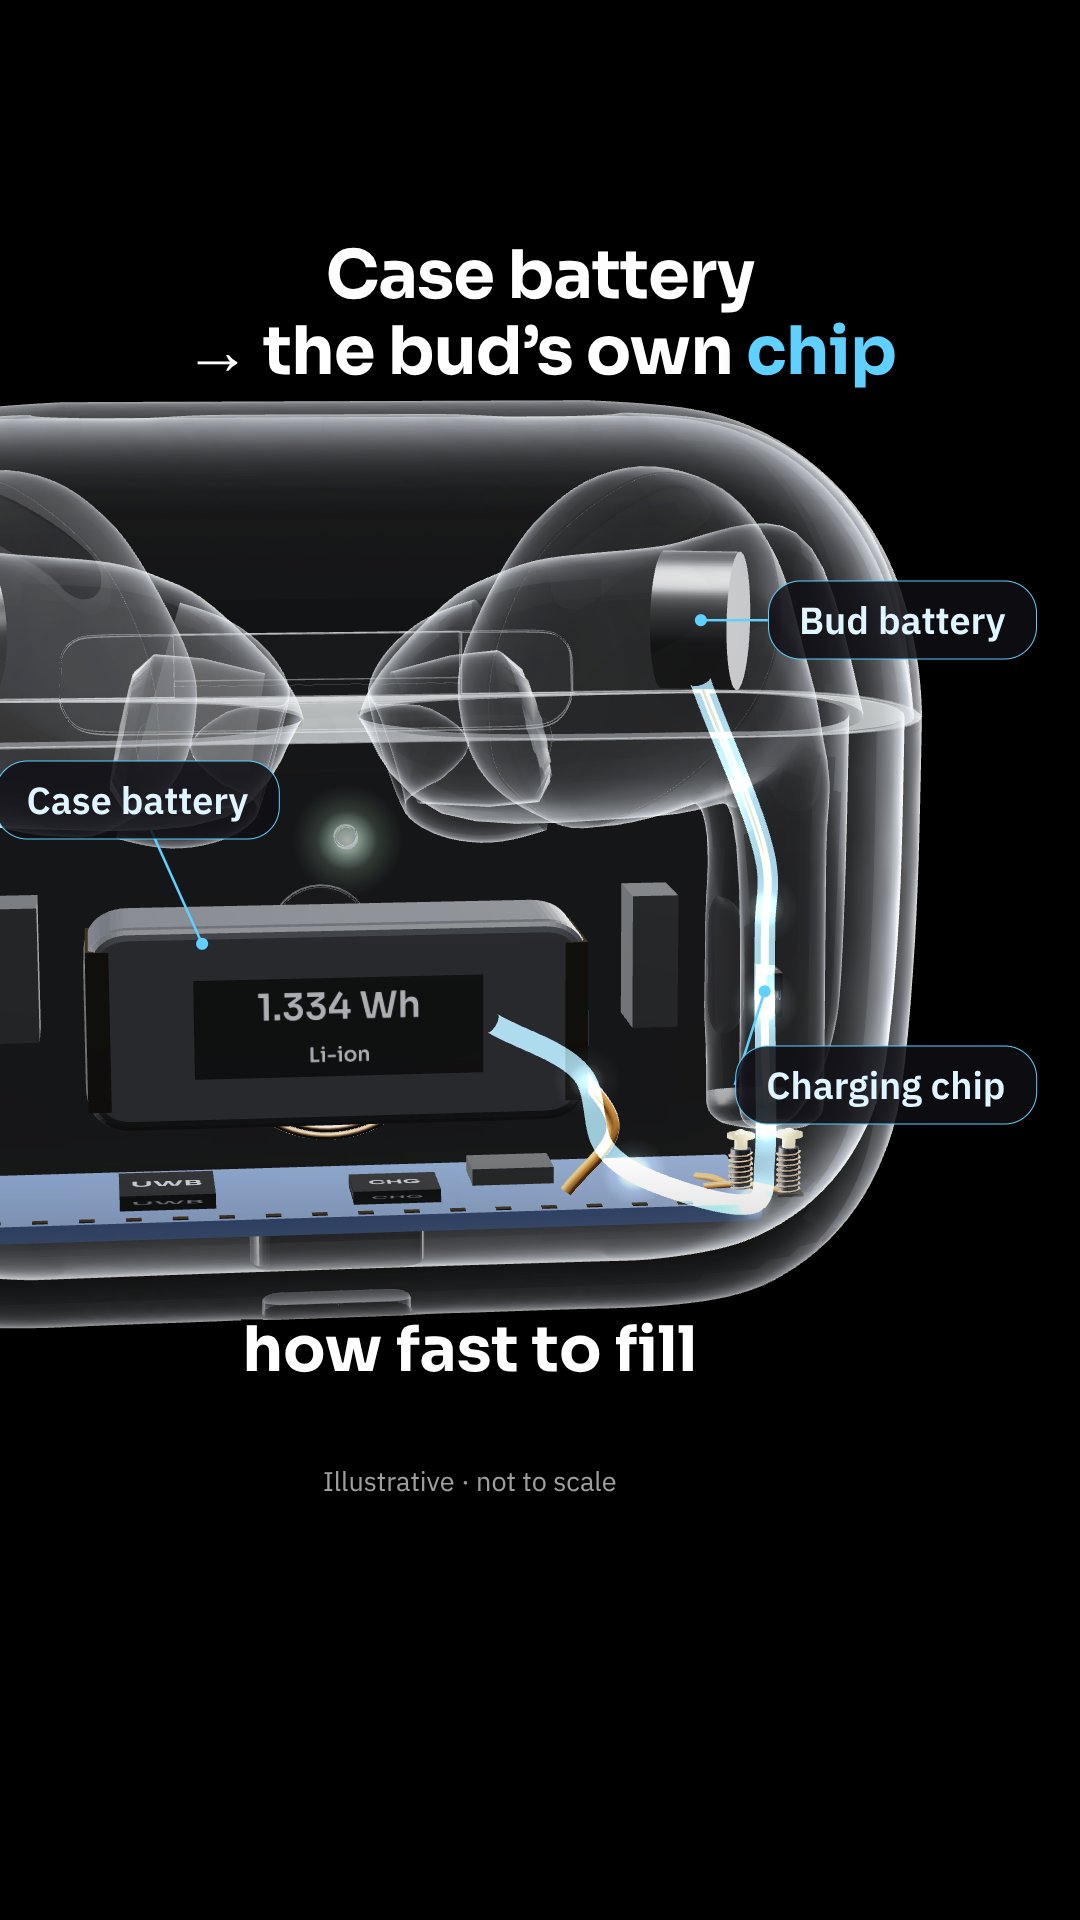 Case battery
→ the bud’s own chip
Bud battery
Case battery
1.334 Wh
Li-ion
Charging chip
UWB
CHG
how fast to fill
Illustrative · not to scale